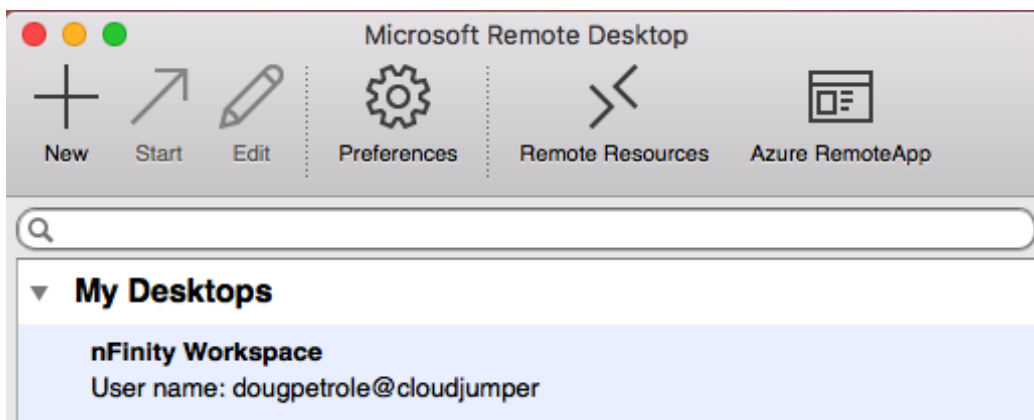 Microsoft Remote Desktop
New Start Edit Preferences Remote Resources Azure RemoteApp
My Desktops
nFinity Workspace
User name: dougpetrole@cloudjumper